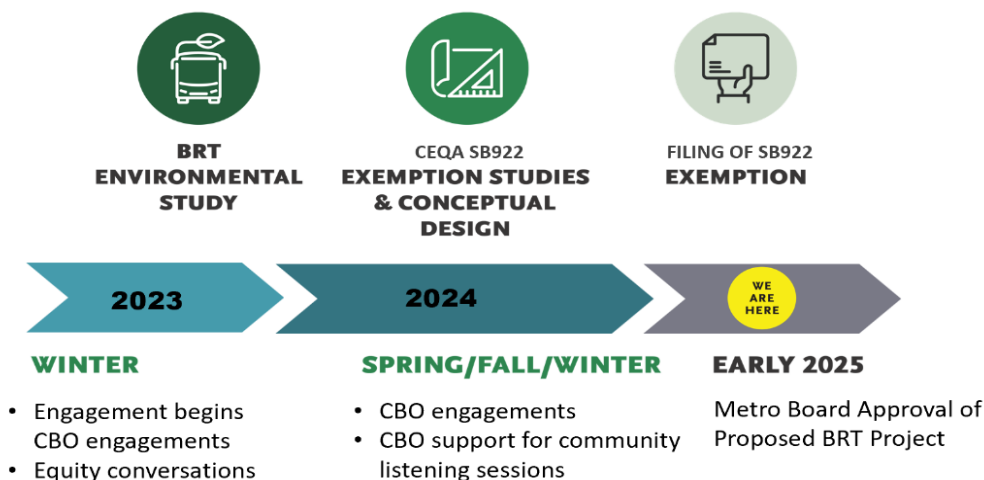 BRT
ENVIRONMENTAL
STUDY
CEQA SB922
EXEMPTION STUDIES
& CONCEPTUAL
DESIGN
FILING OF SB922
EXEMPTION
2023
2024
WE
ARE
HERE
WINTER
• Engagement begins
CBO engagements
• Equity conversations
SPRING/FALL/WINTER
• CBO engagements
• CBO support for community
listening sessions
EARLY 2025
Metro Board Approval of
Proposed BRT Project